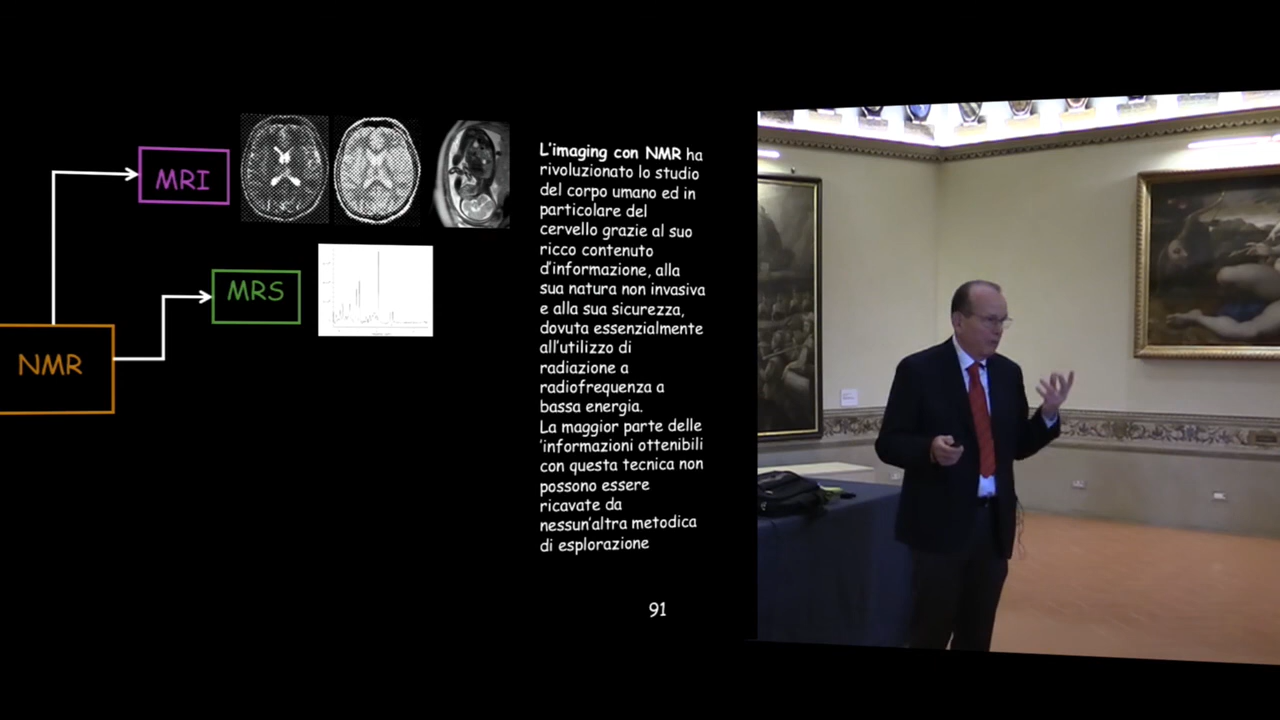 MRI
MRS
NMR
L'imaging con NMR ha
rivoluzionato lo studio
del corpo umano ed in
particolare del
cervello grazie al suo
ricco contenuto
d'informazione, alla
sua natura non invasiva
e alla sua sicurezza,
dovuta essenzialmente
all'utilizzo di
radiazione a
radiofrequenza a
bassa energia.
La maggior parte delle
'informazioni ottenibili
con questa tecnica non
possono essere
ricavate da
nessun'altra metodica
di esplorazione
91